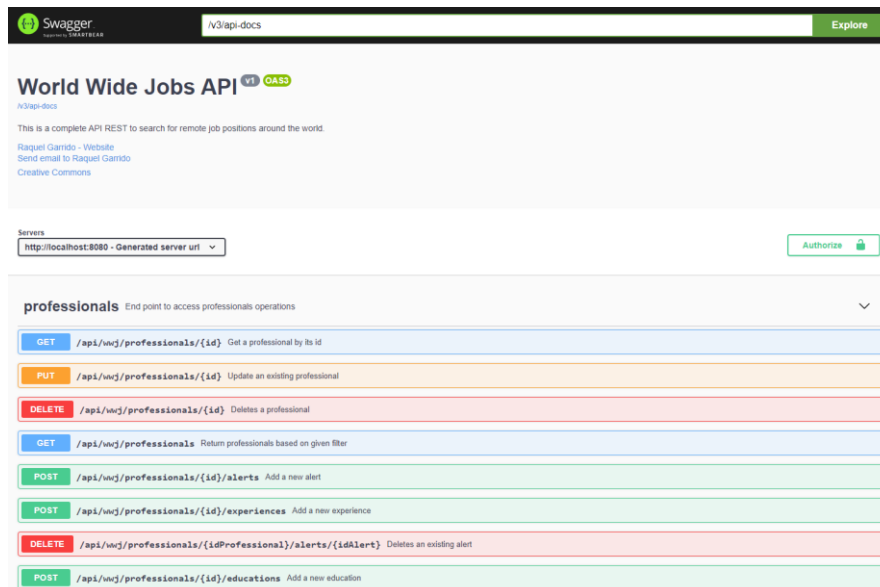 Swagger
Supported by SMARTBEAR
/v3/api-docs
Explore
World Wide Jobs API v1 OAS3
/v3/api-docs
This is a complete API REST to search for remote job positions around the world.
Raquel Garrido - Website
Send email to Raquel Garrido
Creative Commons
Servers
http://localhost:8080 - Generated server url
Authorize
professionals End point to access professionals operations
GET /api/wwj/professionals/{id} Get a professional by its id
PUT /api/wwj/professionals/{id} Update an existing professional
DELETE /api/wwj/professionals/{id} Deletes a professional
GET /api/wwj/professionals Return professionals based on given filter
POST /api/wwj/professionals/{id}/alerts Add a new alert
POST /api/wwj/professionals/{id}/experiences Add a new experience
DELETE /api/wwj/professionals/{idProfessional}/alerts/{idAlert} Deletes an existing alert
POST /api/wwj/professionals/{id}/educations Add a new education